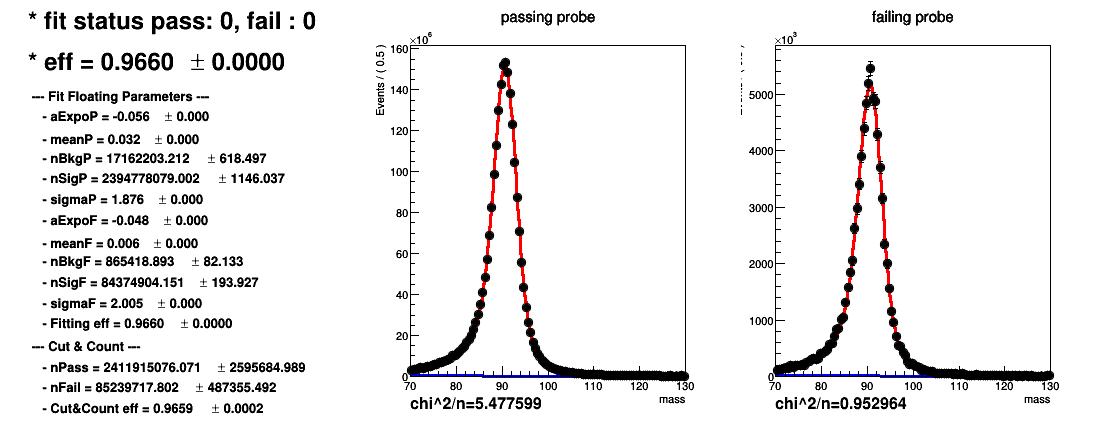 * fit status pass: 0, fail : 0
* eff = 0.9660 ± 0.0000
--- Fit Floating Parameters ---
- aExpoP = -0.056 ± 0.000
- meanP = 0.032 ± 0.000
- nBkgP = 17162203.212 ± 618.497
- nSigP = 2394778079.002 ± 1146.037
- sigmaP = 1.876 ± 0.000
- aExpoF = -0.048 ± 0.000
- meanF = 0.006 ± 0.000
- nBkgF = 865418.893 ± 82.133
- nSigF = 84374904.151 ± 193.927
- sigmaF = 2.005 ± 0.000
- Fitting eff = 0.9660 ± 0.0000
--- Cut & Count ---
- nPass = 2411915076.071 ± 2595684.989
- nFail = 85239717.802 ± 487355.492
- Cut&Count eff = 0.9659 ± 0.0002
passing probe
×10^6
Events / ( 0.5 )
160
140
120
100
80
60
40
20
0
70 80 90 100 110 120 130
mass
chi^2/n=5.477599
failing probe
×10^3
5000
4000
3000
2000
1000
0
70 80 90 100 110 120 130
mass
chi^2/n=0.952964